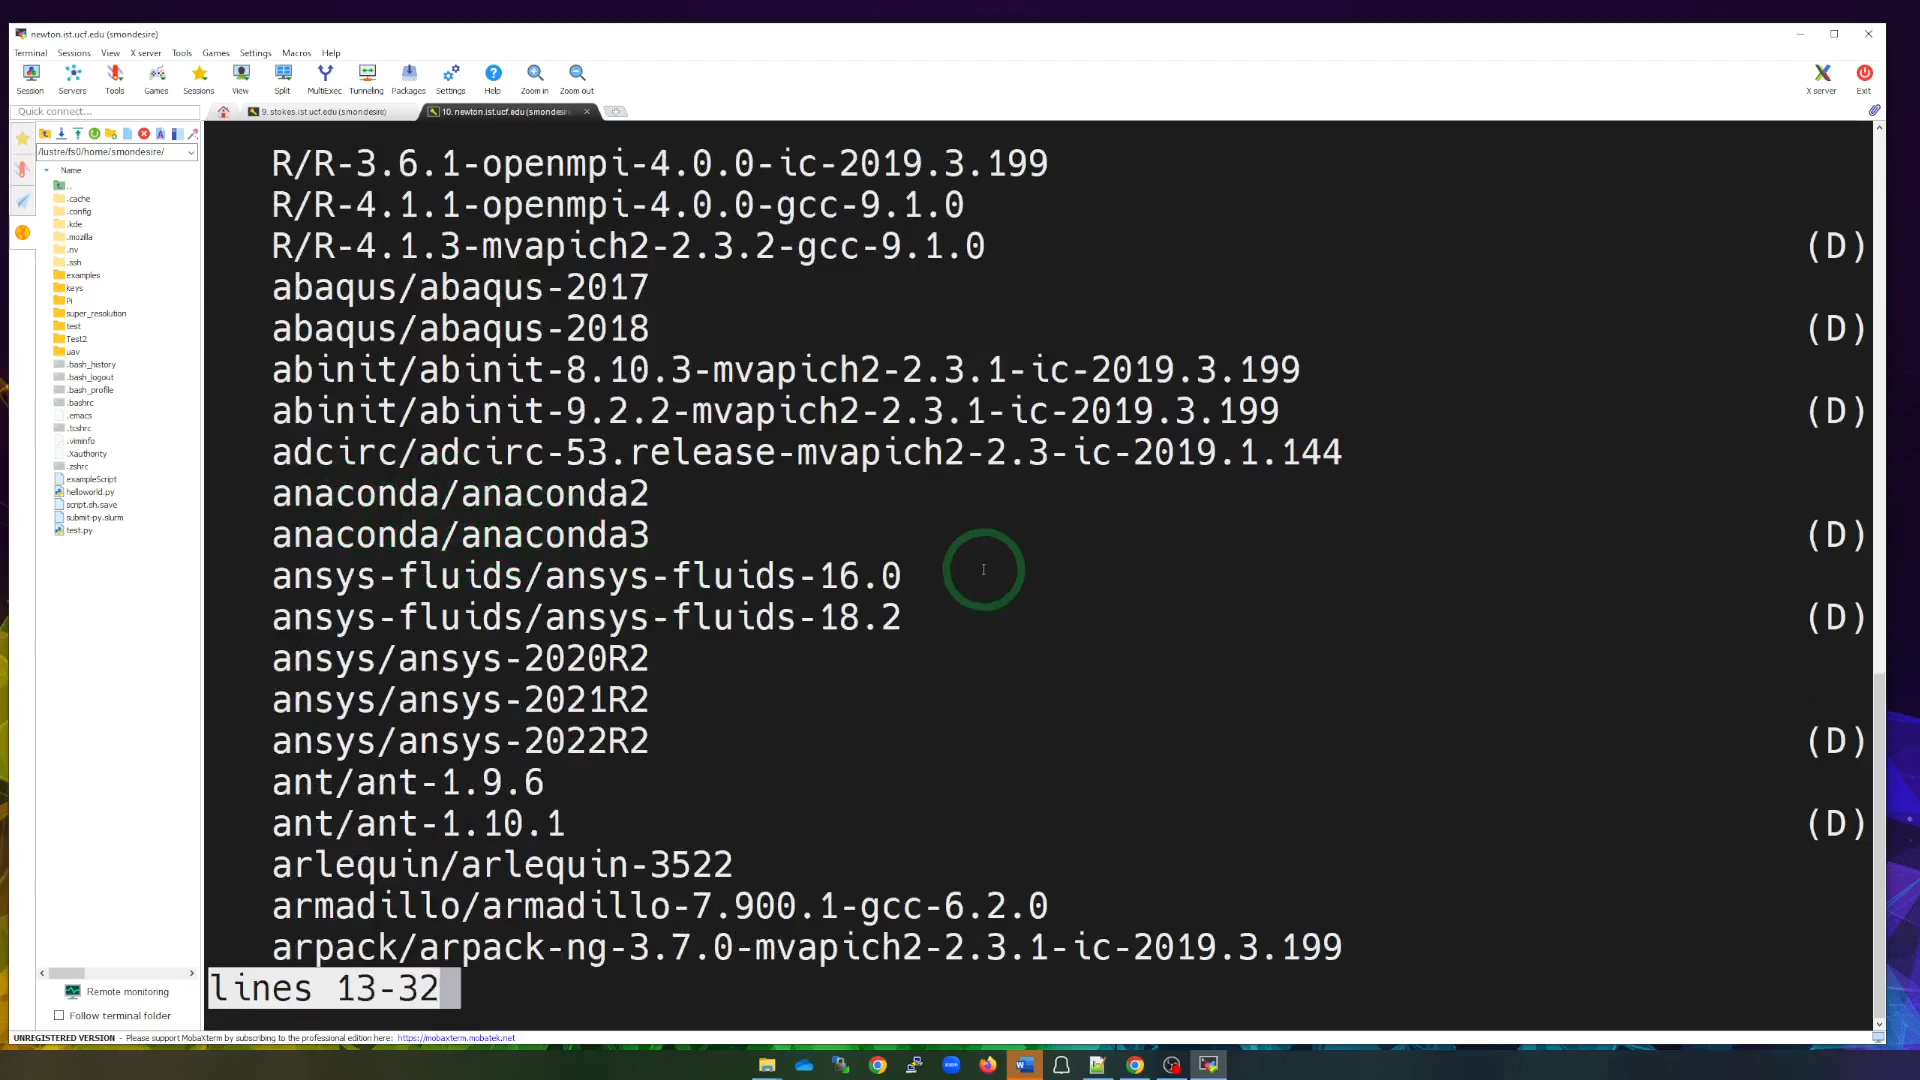 newton.ist.ucf.edu (smondesire)
Terminal Sessions View X server Tools Games Settings Macros Help
Session Servers Tools Games Sessions View Split MultiExec Tunneling Packages Settings Help Zoom in Zoom out X server Exit
Quick connect...
9. stokes.ist.ucf.edu (smondesire)
10. newton.ist.ucf.edu (smondesir
/lustre/fs0/home/smondesire/
Name
..
.cache
.config
.kde
.mozilla
.nv
.ssh
examples
keys
Pi
super_resolution
test
Test2
uav
.bash_history
.bash_logout
.bash_profile
.bashrc
.emacs
.tcshrc
.viminfo
.Xauthority
.zshrc
exampleScript
helloworld.py
script.sh.save
submit-py.slurm
test.py
Remote monitoring
Follow terminal folder
R/R-3.6.1-openmpi-4.0.0-ic-2019.3.199
R/R-4.1.1-openmpi-4.0.0-gcc-9.1.0
R/R-4.1.3-mvapich2-2.3.2-gcc-9.1.0 (D)
abaqus/abaqus-2017
abaqus/abaqus-2018 (D)
abinit/abinit-8.10.3-mvapich2-2.3.1-ic-2019.3.199
abinit/abinit-9.2.2-mvapich2-2.3.1-ic-2019.3.199 (D)
adcirc/adcirc-53.release-mvapich2-2.3-ic-2019.1.144
anaconda/anaconda2
anaconda/anaconda3 (D)
ansys-fluids/ansys-fluids-16.0
ansys-fluids/ansys-fluids-18.2 (D)
ansys/ansys-2020R2
ansys/ansys-2021R2
ansys/ansys-2022R2 (D)
ant/ant-1.9.6
ant/ant-1.10.1 (D)
arlequin/arlequin-3522
armadillo/armadillo-7.900.1-gcc-6.2.0
arpack/arpack-ng-3.7.0-mvapich2-2.3.1-ic-2019.3.199
lines 13-32
UNREGISTERED VERSION - Please support MobaXterm by subscribing to the professional edition here: https://mobaxterm.mobatek.net